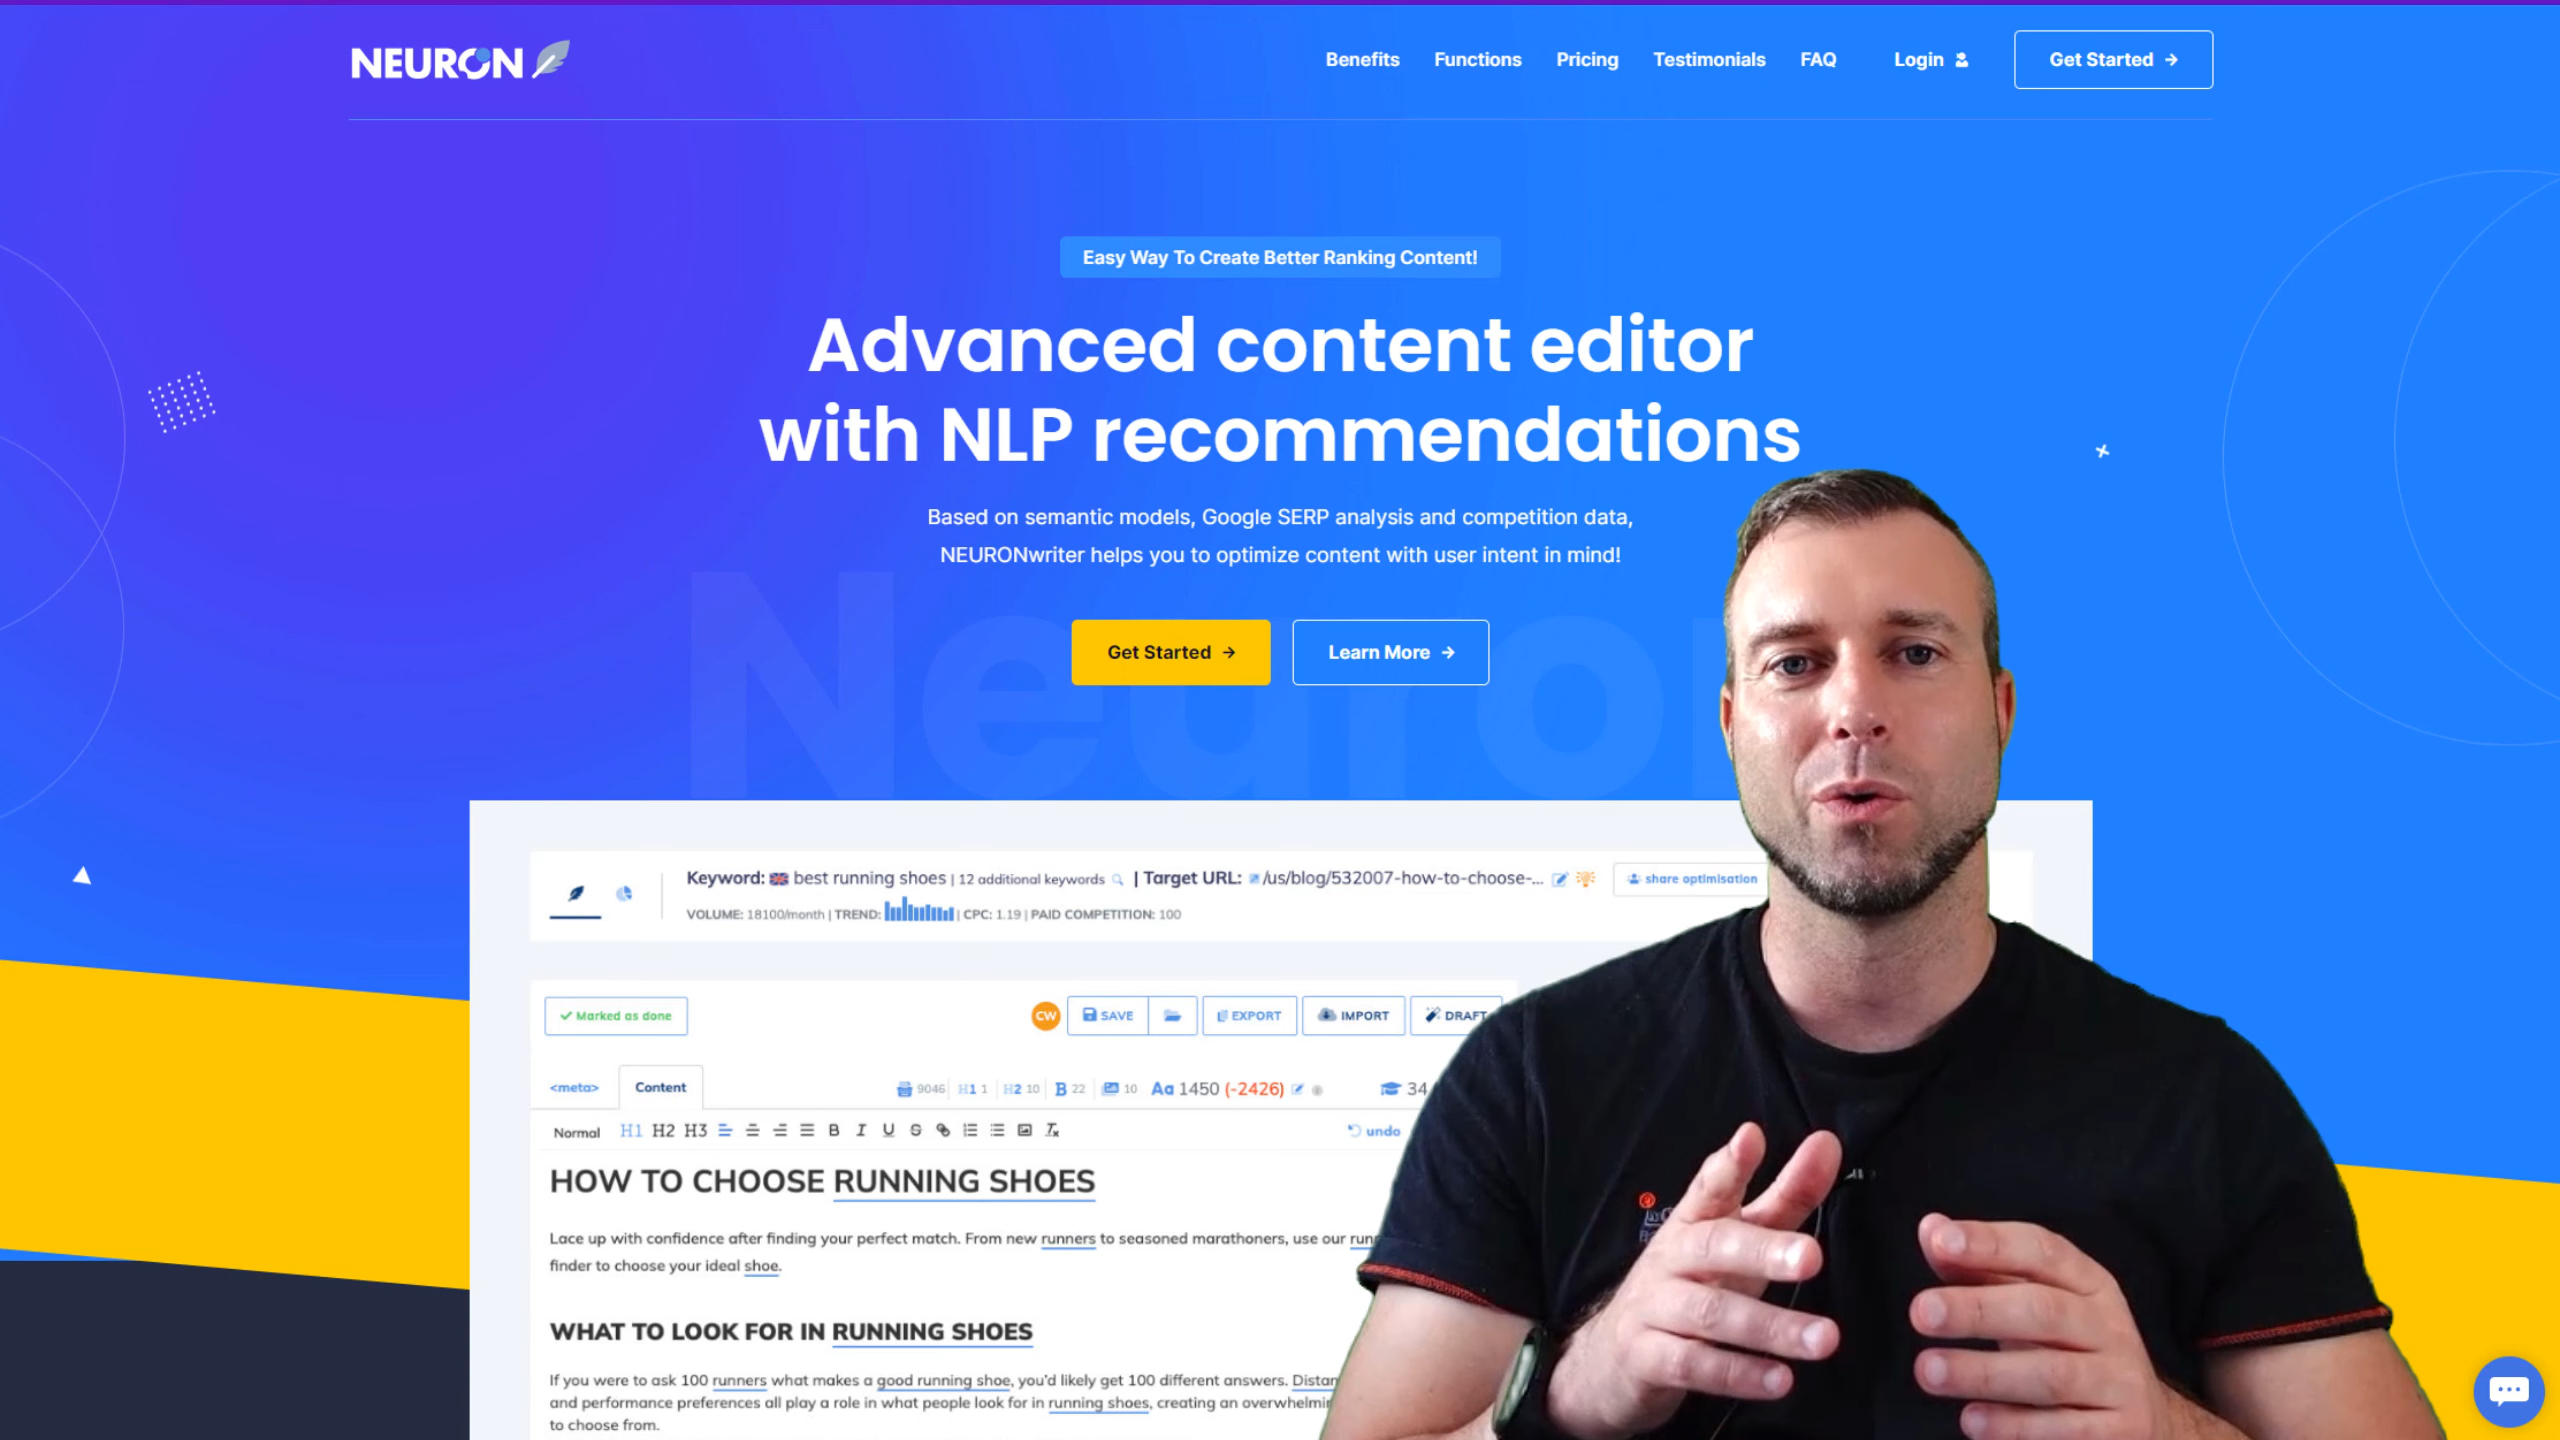 NEURON
Benefits Functions Pricing Testimonials FAQ Login Get Started
Easy Way To Create Better Ranking Content!
Advanced content editor
with NLP recommendations
Based on semantic models, Google SERP analysis and competition data,
NEURONwriter helps you to optimize content with user intent in mind!
Get Started Learn More
Neuron
Keyword: best running shoes | 12 additional keywords | Target URL: /us/blog/532007-how-to-choose-... share optimisation
VOLUME: 18100/month | TREND: | CPC: 1.19 | PAID COMPETITION: 100
Marked as done CW SAVE EXPORT IMPORT DRAFT
<meta> Content 9046 H1 1 H2 10 B 22 10 Aa 1450 (-2426) 34
Normal H1 H2 H3 B I U S Tx undo
HOW TO CHOOSE RUNNING SHOES
Lace up with confidence after finding your perfect match. From new runners to seasoned marathoners, use our
finder to choose your ideal shoe.
WHAT TO LOOK FOR IN RUNNING SHOES
If you were to ask 100 runners what makes a good running shoe, you'd likely get 100 different answers.
and performance preferences all play a role in what people look for in running shoes, creating an
to choose from.